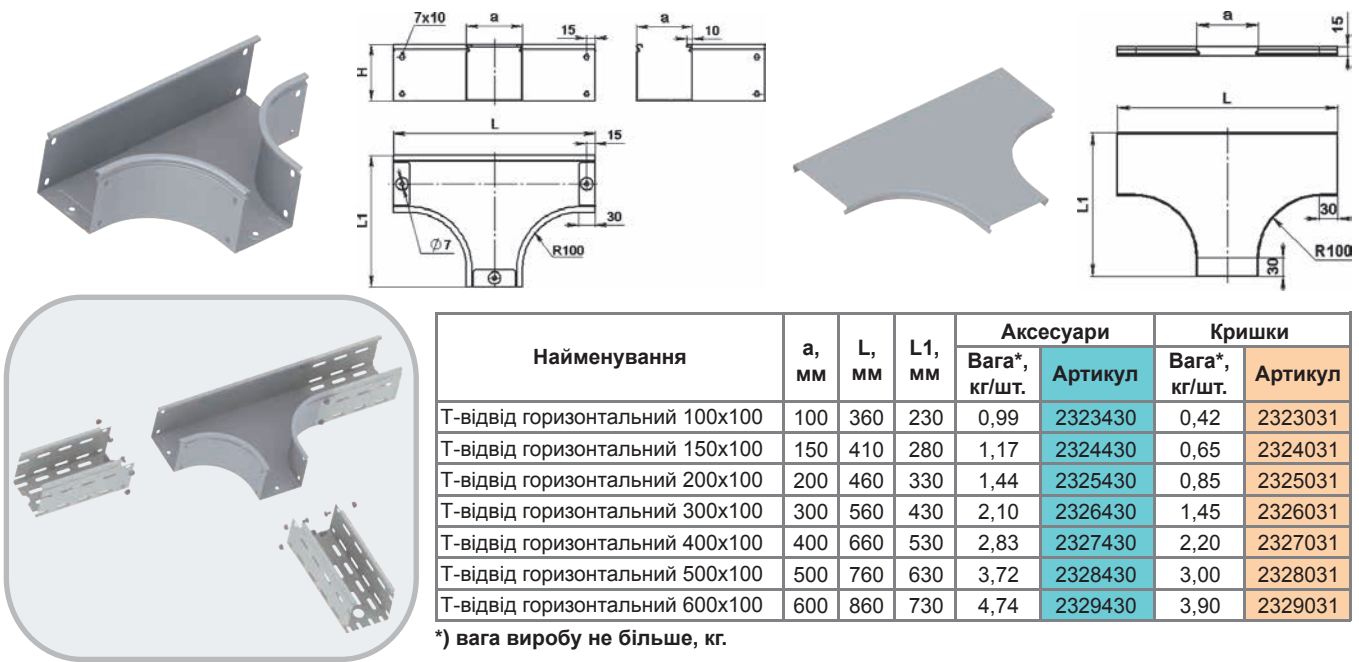 7x10
a
15
H
a
10
L
15
L1
30
Ø7
R100
a
15
L
L1
30
R100
30
Найменування a, мм L, мм L1, мм Аксесуари Кришки
Вага*, кг/шт. Артикул Вага*, кг/шт. Артикул
Т-відвід горизонтальний 100x100 100 360 230 0,99 2323430 0,42 2323031
Т-відвід горизонтальний 150x100 150 410 280 1,17 2324430 0,65 2324031
Т-відвід горизонтальний 200x100 200 460 330 1,44 2325430 0,85 2325031
Т-відвід горизонтальний 300x100 300 560 430 2,10 2326430 1,45 2326031
Т-відвід горизонтальний 400x100 400 660 530 2,83 2327430 2,20 2327031
Т-відвід горизонтальний 500x100 500 760 630 3,72 2328430 3,00 2328031
Т-відвід горизонтальний 600x100 600 860 730 4,74 2329430 3,90 2329031
*) вага виробу не більше, кг.